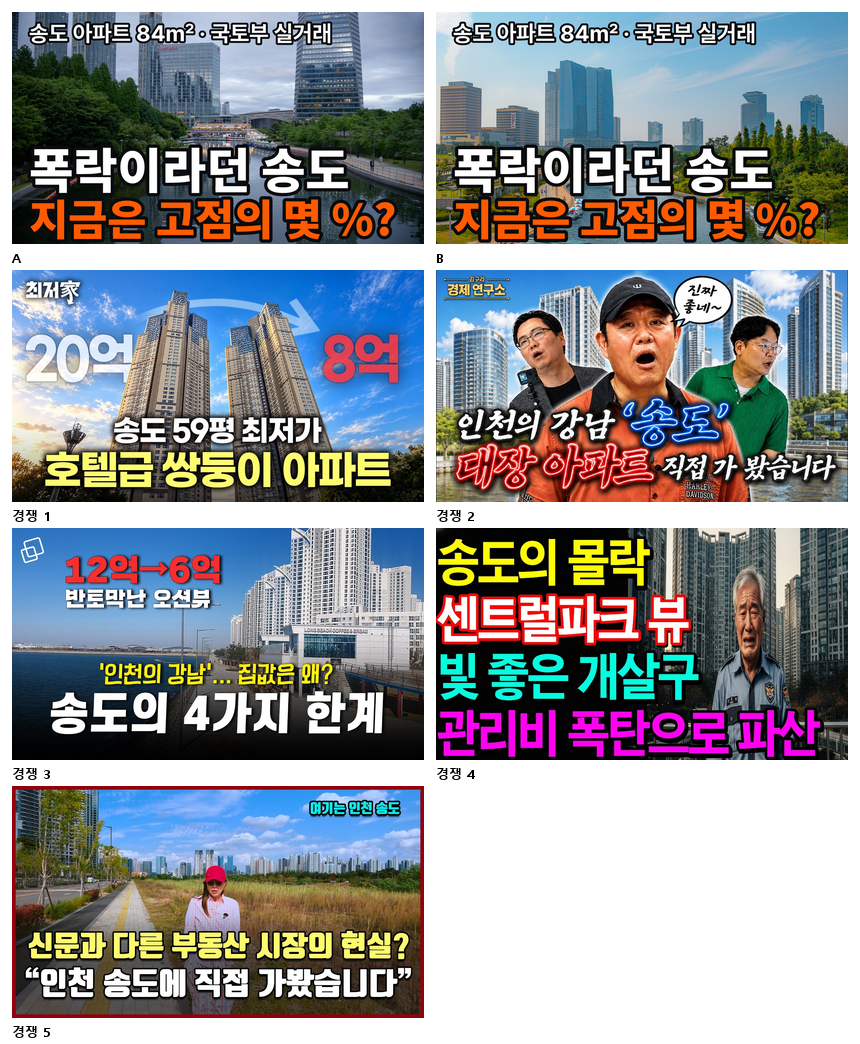 송도 아파트 84m² · 국토부 실거래
폭락이라던 송도
지금은 고점의 몇 %?
A
송도 아파트 84m² · 국토부 실거래
폭락이라던 송도
지금은 고점의 몇 %?
B
최저家
20억
8억
송도 59평 최저가
호텔급 쌍둥이 아파트
경쟁 1
경제 연구소
진짜
좋네~
인천의 강남 '송도'
대장 아파트 직접 가 봤습니다
HARLEY-
DAVIDSON
경쟁 2
12억→6억
반토막난 오션뷰
LONG BEACH COFFEE & BREAD
'인천의 강남'... 집값은 왜?
송도의 4가지 한계
경쟁 3
송도의 몰락
센트럴파크 뷰
빛 좋은 개살구
관리비 폭탄으로 파산
경쟁 4
여기는 인천 송도
신문과 다른 부동산 시장의 현실?
“인천 송도에 직접 가봤습니다”
경쟁 5